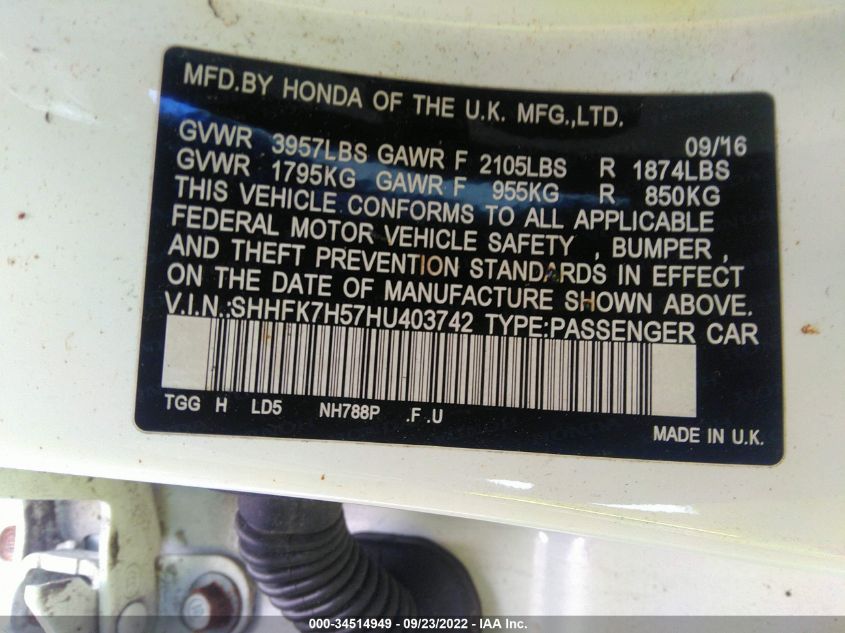 MFD.BY HONDA OF THE U.K. MFG.,LTD.
09/'16
GVWR 3957LBS GAWR F 2105LBS R 1874LBS
GVWR 1795KG GAWR F 955KG R 850KG
THIS VEHICLE CONFORMS TO ALL APPLICABLE
FEDERAL MOTOR VEHICLE SAFETY , BUMPER ,
AND THEFT PREVENTION STANDARDS IN EFFECT
ON THE DATE OF MANUFACTURE SHOWN ABOVE.
V.I.N.:SHHFK7H57HU403742 TYPE:PASSENGER CAR
TGG H LD5 NH788P .F .U
MADE IN U.K.
000-34514949 - 09/23/2022 - IAA Inc.